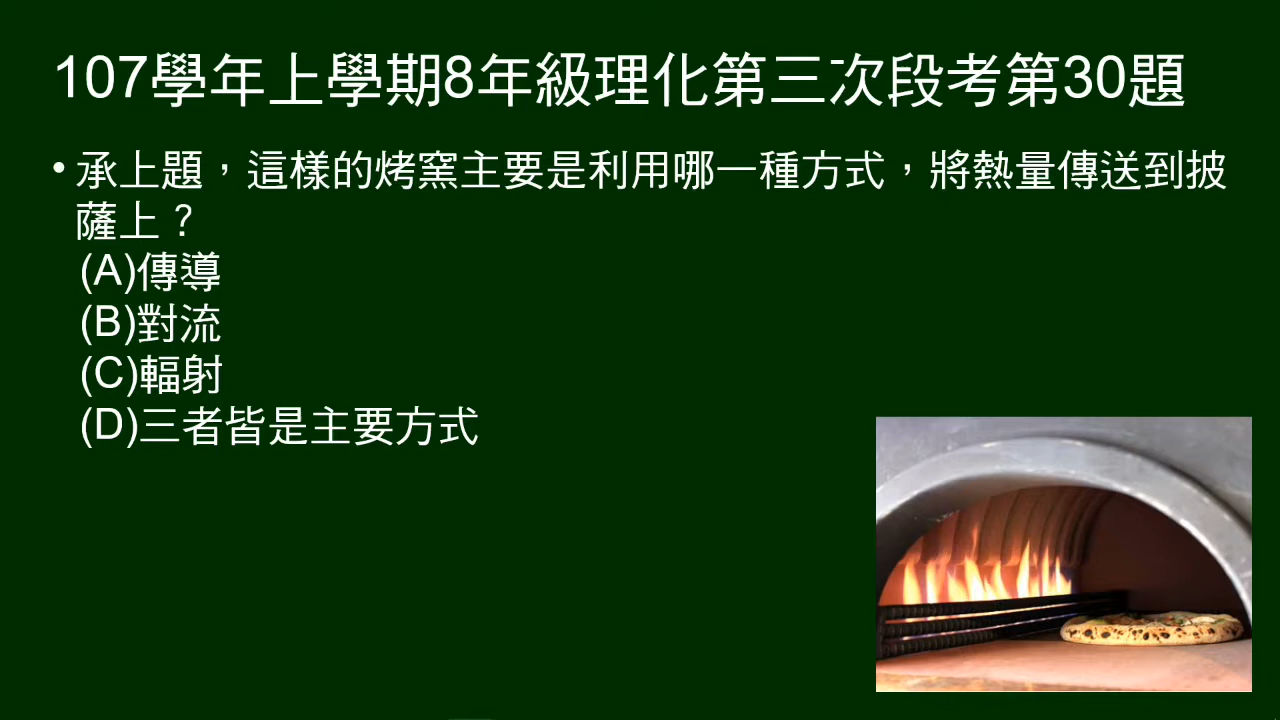 107學年上學期8年級理化第三次段考第30題
•承上題，這樣的烤窯主要是利用哪一種方式，將熱量傳送到披
薩上？
(A)傳導
(B)對流
(C)輻射
(D)三者皆是主要方式